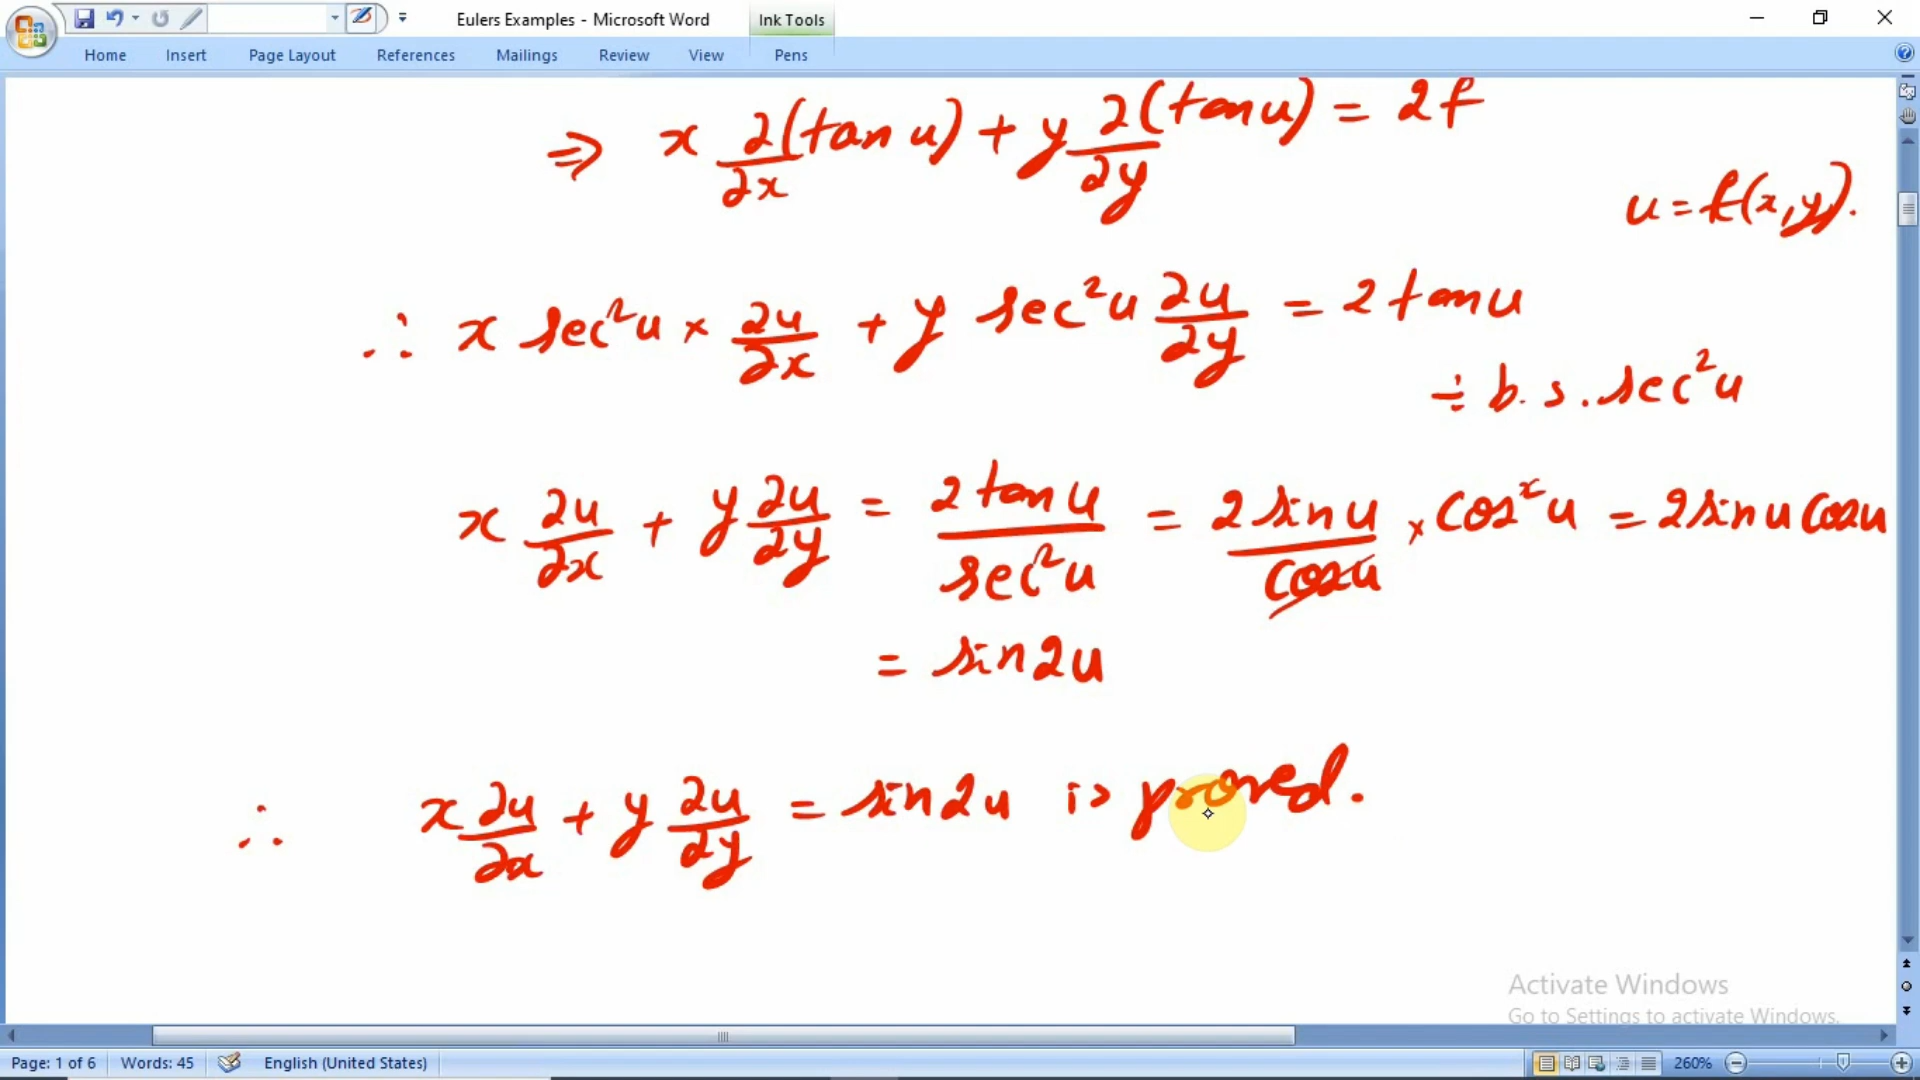 Eulers Examples - Microsoft Word
Ink Tools
Home Insert Page Layout References Mailings Review View Pens
⇒ x ∂/∂x (tan u) + y ∂/∂y (tan u) = 2f
u = f(x,y).
∴ x sec²u × ∂u/∂x + y sec²u ∂u/∂y = 2 tan u
÷ b.s. sec²u
x ∂u/∂x + y ∂u/∂y = 2 tan u / sec²u = 2 sin u / cos u × cos²u = 2 sin u cos u
= sin 2u
∴ x ∂u/∂x + y ∂u/∂y = sin 2u is proved.
Activate Windows
Go to Settings to activate Windows.
Page: 1 of 6 Words: 45 English (United States) 260%